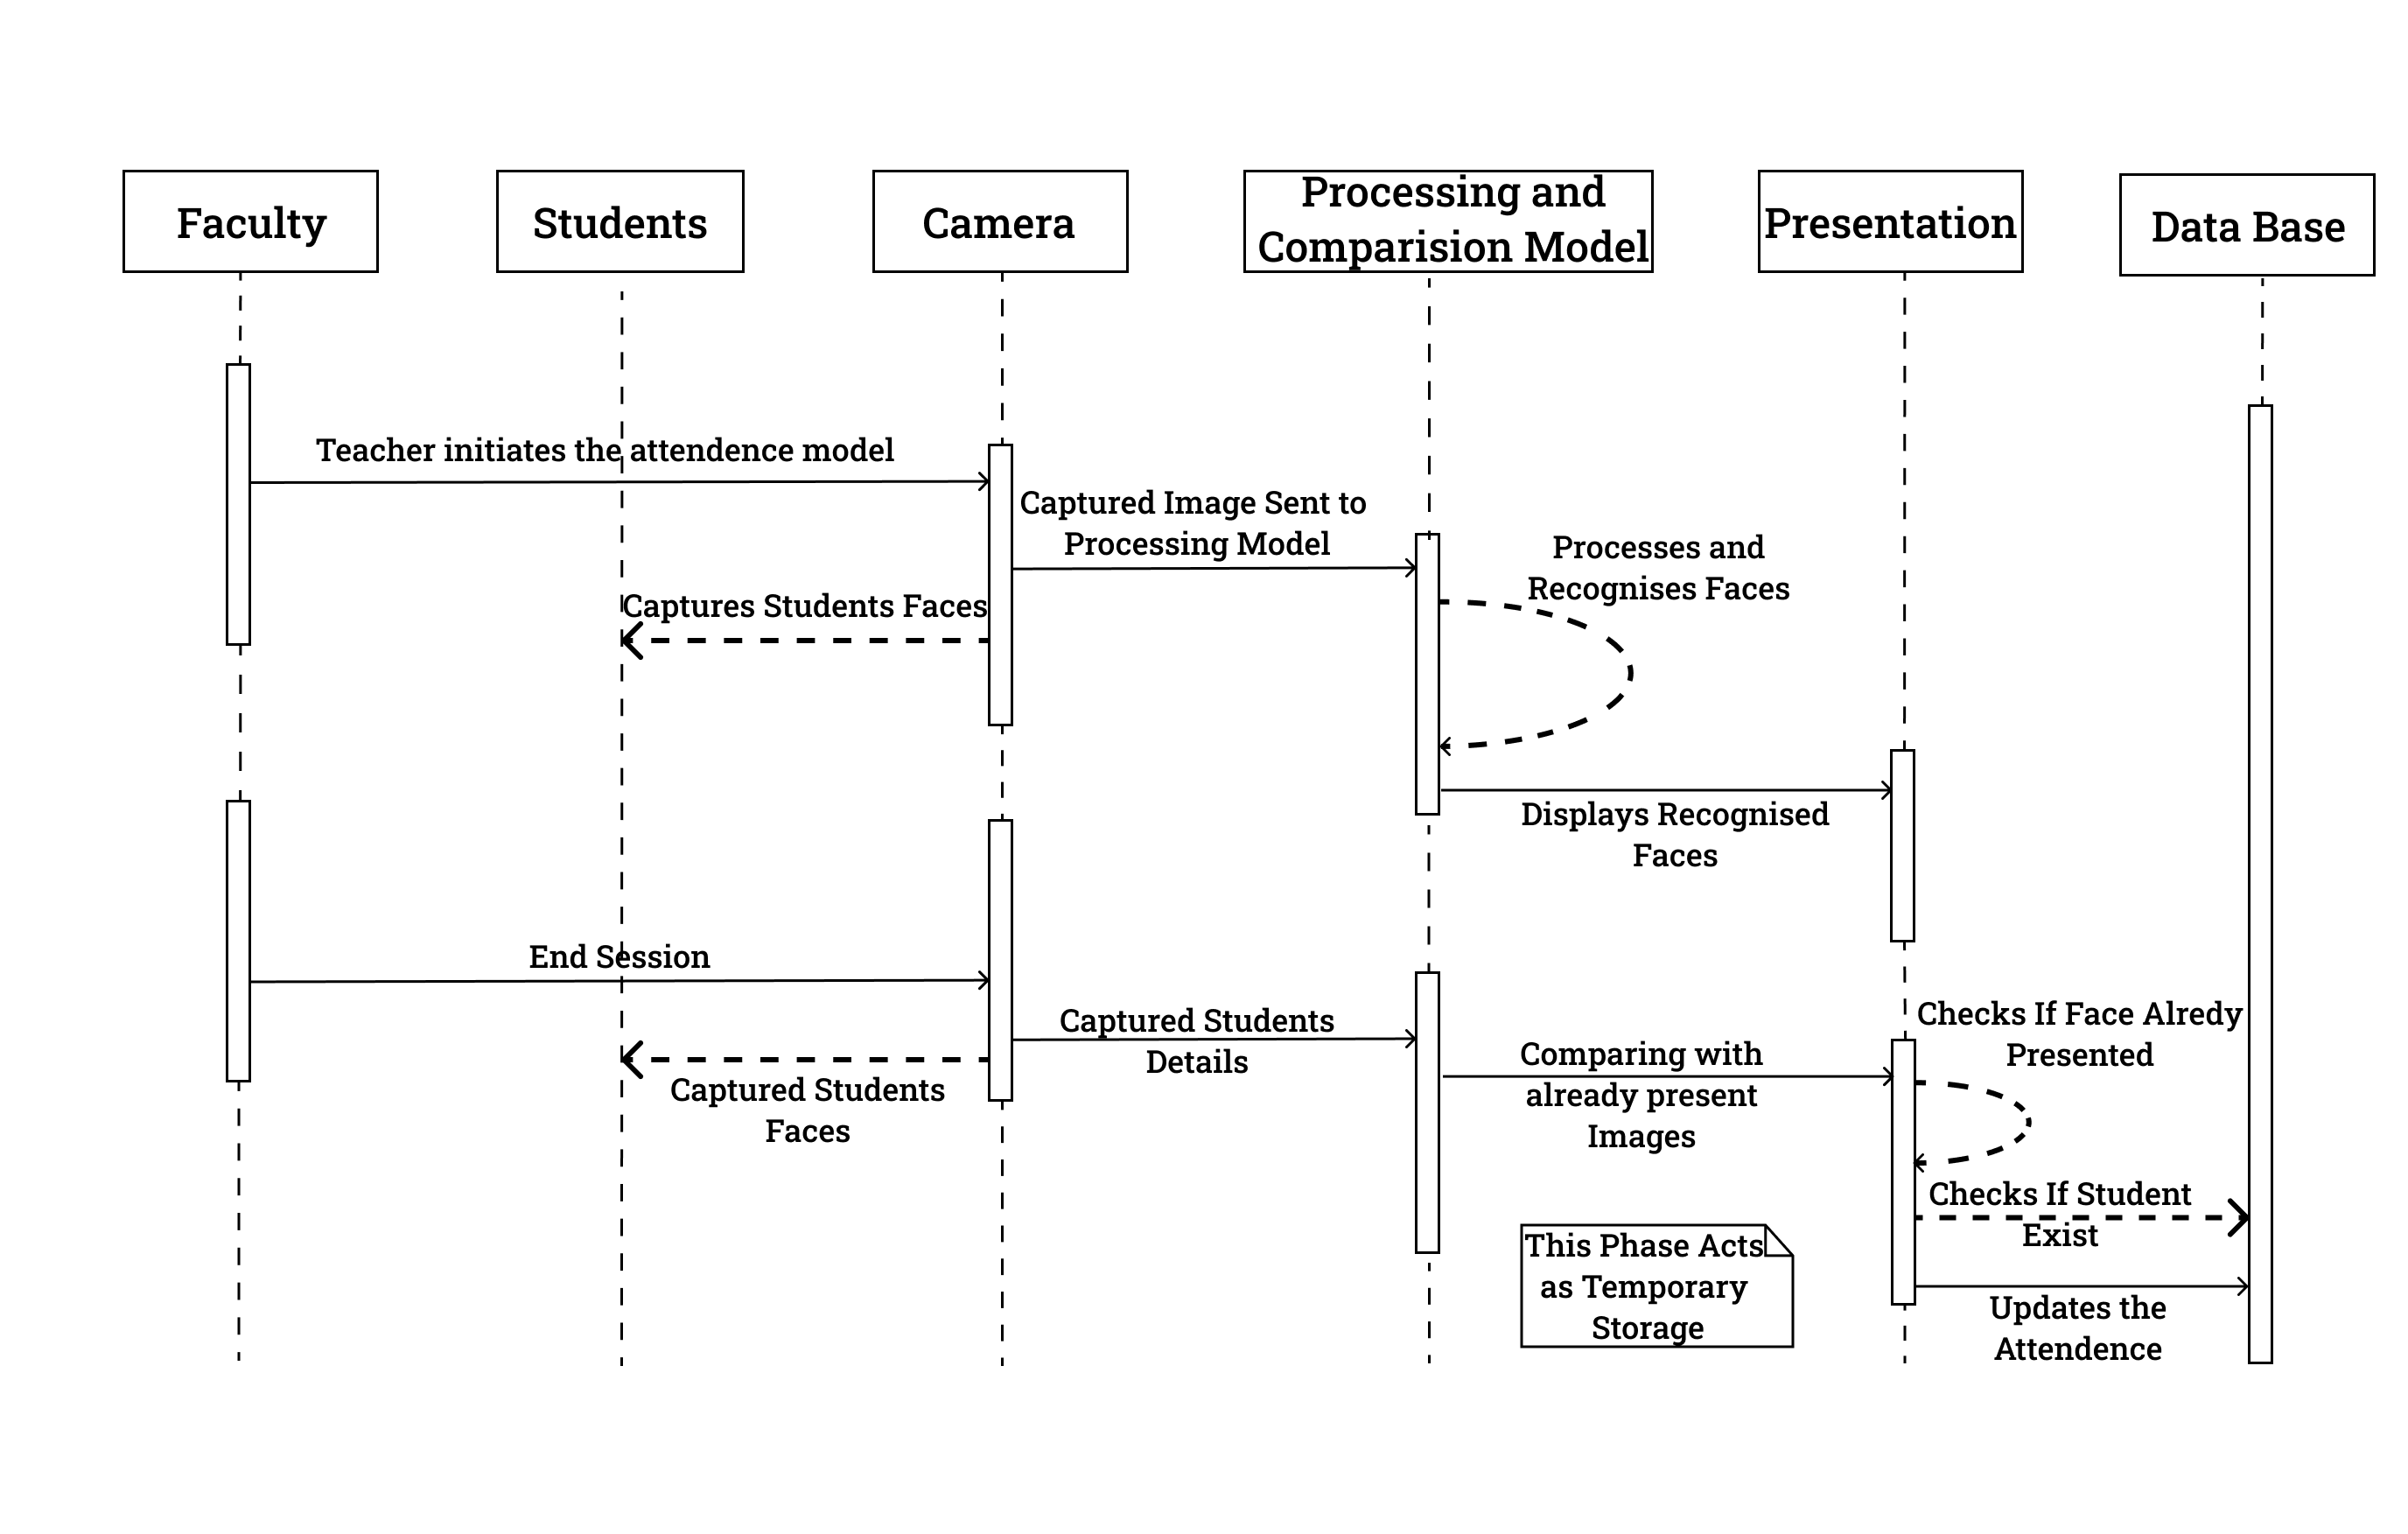 Faculty
Students
Camera
Processing and
Comparision Model
Presentation
Data Base
Teacher initiates the attendence model
Captured Image Sent to
Processing Model
Processes and
Recognises Faces
Captures Students Faces
Displays Recognised
Faces
End Session
Captured Students
Details
Checks If Face Alredy
Presented
Comparing with
already present
Images
Captured Students
Faces
Checks If Student
Exist
This Phase Acts
as Temporary
Storage
Updates the
Attendence